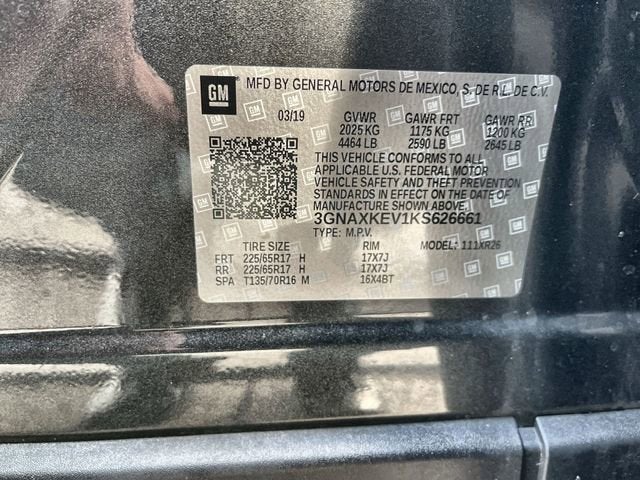 GM MFD BY GENERAL MOTORS DE MEXICO, S. DE R.L. DE C.V.
03/19 GVWR GAWR FRT GAWR RR
2025 KG 1175 KG 1200 KG
4464 LB 2590 LB 2645 LB
THIS VEHICLE CONFORMS TO ALL
APPLICABLE U.S. FEDERAL MOTOR
VEHICLE SAFETY AND THEFT PREVENTION
STANDARDS IN EFFECT ON THE DATE OF
MANUFACTURE SHOWN ABOVE.
3GNAXKEV1KS626661
TYPE: M.P.V. MODEL: 111XR26
TIRE SIZE RIM
FRT 225/65R17 H 17X7J
RR 225/65R17 H 17X7J
SPA T135/70R16 M 16X4BT